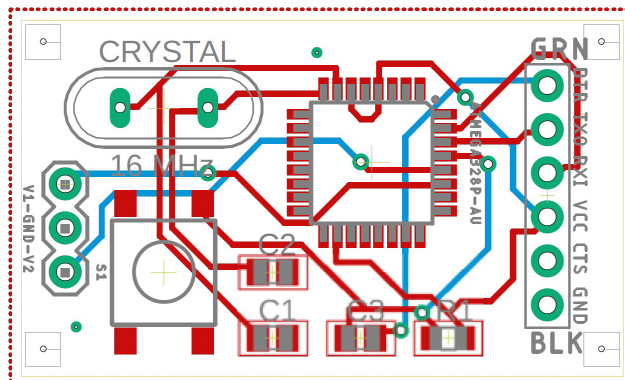 CRYSTAL
GRN
DTR TXO RXI VCC CTS GND
ATMEGA328P-AU
16 MHz
V1-GND-V2
S1
C2
C1
C3
R1
BLK